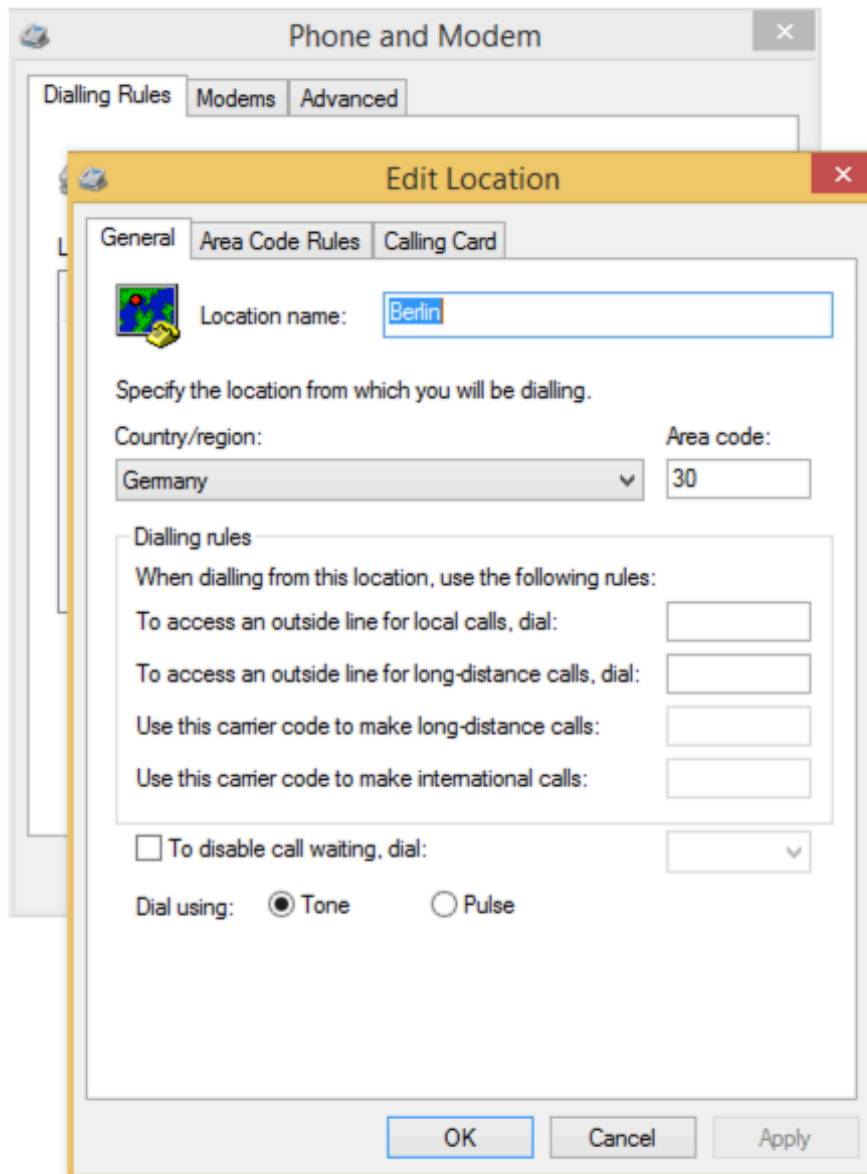 Phone and Modem
Dialling Rules Modems Advanced
Edit Location
L
General Area Code Rules Calling Card
Location name: Berlin
Specify the location from which you will be dialling.
Country/region: Area code:
Germany 30
Dialling rules
When dialling from this location, use the following rules:
To access an outside line for local calls, dial:
To access an outside line for long-distance calls, dial:
Use this carrier code to make long-distance calls:
Use this carrier code to make international calls:
To disable call waiting, dial:
Dial using: Tone Pulse
OK Cancel Apply